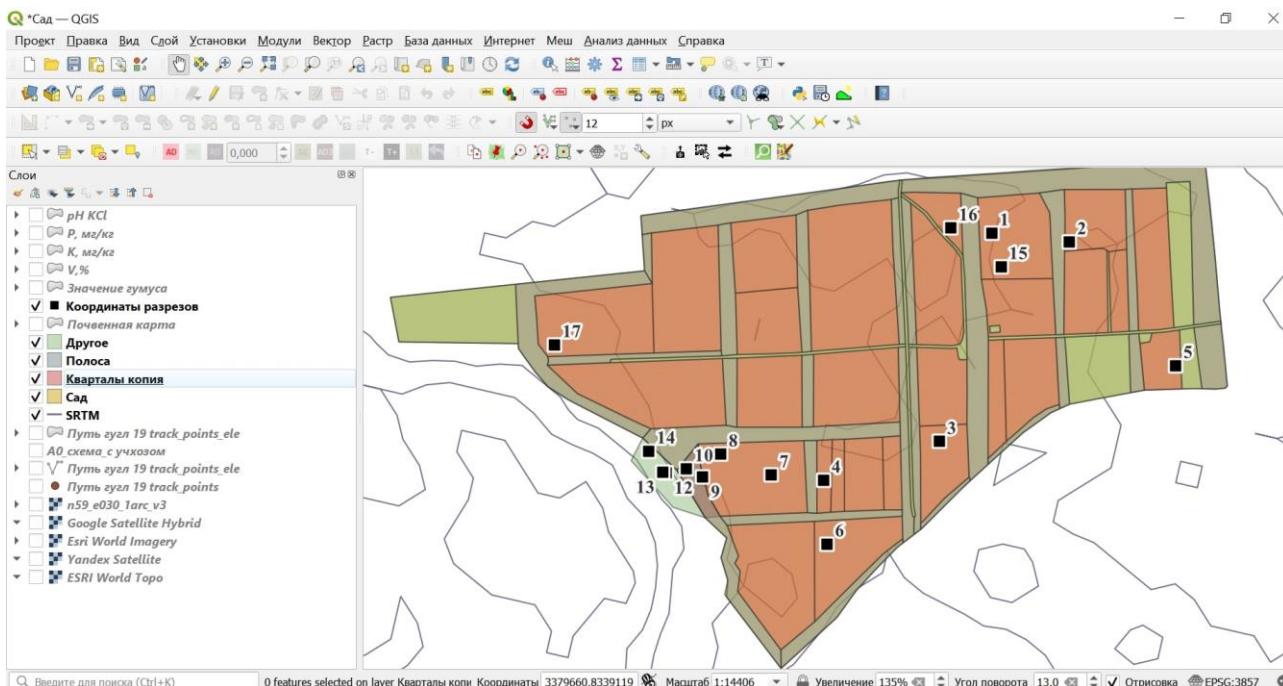 *Сад — QGIS
Проект Правка Вид Слой Установки Модули Вектор Растр База данных Интернет Меш Анализ данных Справка
12 px
0,000
Слои
pH KCl
P, мг/кг
K, мг/кг
V,%
Значение гумуса
Координаты разрезов
Почвенная карта
Другое
Полоса
Кварталы копия
Сад
SRTM
Путь гугл 19 track_points_ele
A0_схема_с учхозом
Путь гугл 19 track_points_ele
Путь гугл 19 track_points
n59_e030_1arc_v3
Google Satellite Hybrid
Esri World Imagery
Yandex Satellite
ESRI World Topo
16
1
2
15
17
5
3
14
10
8
7
4
13
12
9
6
Введите для поиска (Ctrl+K) 0 features selected on layer Кварталы копи Координаты 3379660.8339119 Масштаб 1:14406 Увеличение 135% Угол поворота 13,0 Отрисовка EPSG:3857